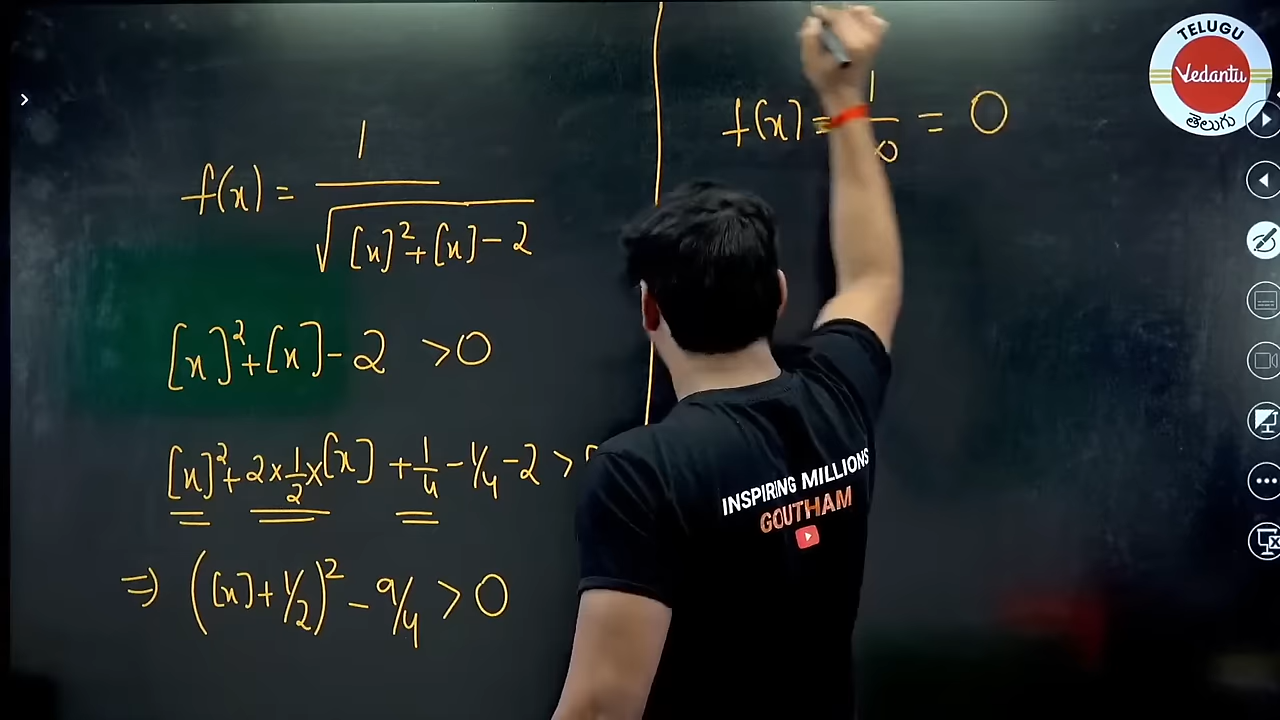 f(x) = 1 / √([x]² + [x] - 2)
[x]² + [x] - 2 > 0
[x]² + 2 × 1/2 × [x] + 1/4 - 1/4 - 2 >
⇒ ([x] + 1/2)² - 9/4 > 0
f(x) = 1/∞ = 0
INSPIRING MILLIONS
GOUTHAM
TELUGU
Vedantu
తెలుగు